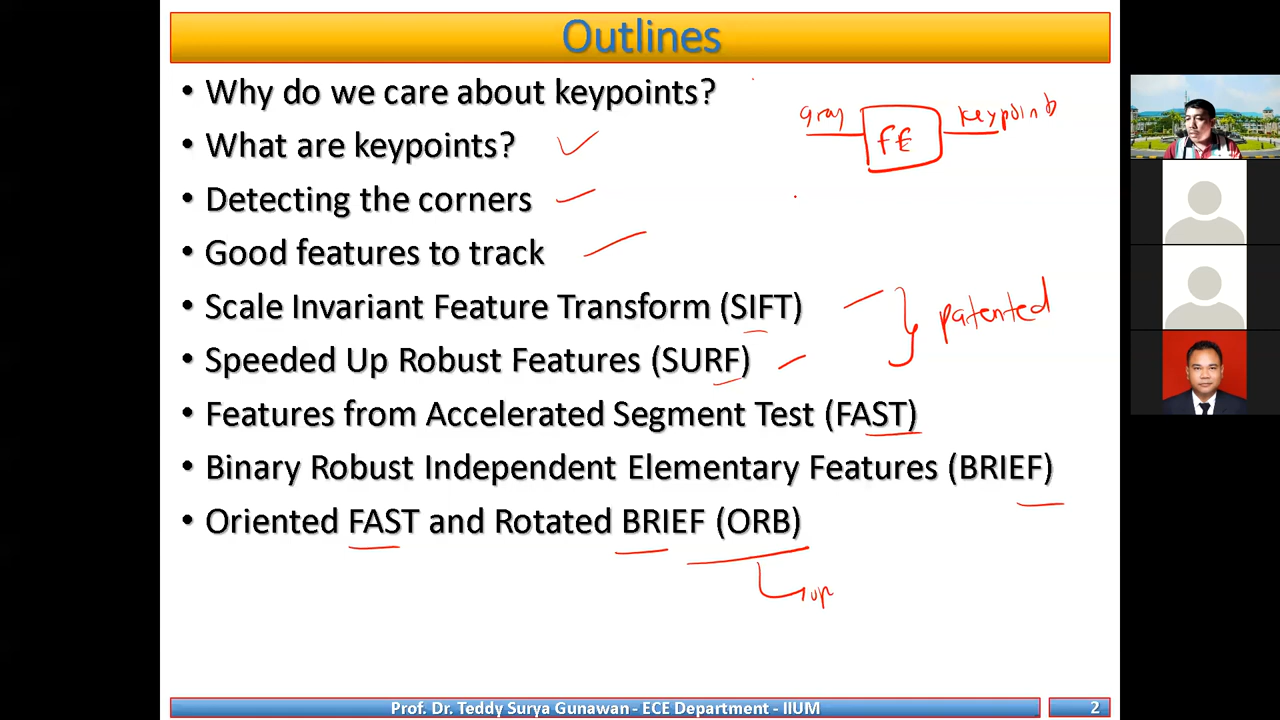 Outlines
• Why do we care about keypoints?
gray FE keypoints
• What are keypoints?
• Detecting the corners
• Good features to track
• Scale Invariant Feature Transform (SIFT)
patented
• Speeded Up Robust Features (SURF)
• Features from Accelerated Segment Test (FAST)
• Binary Robust Independent Elementary Features (BRIEF)
• Oriented FAST and Rotated BRIEF (ORB)
op
Prof. Dr. Teddy Surya Gunawan - ECE Department - IIUM
2